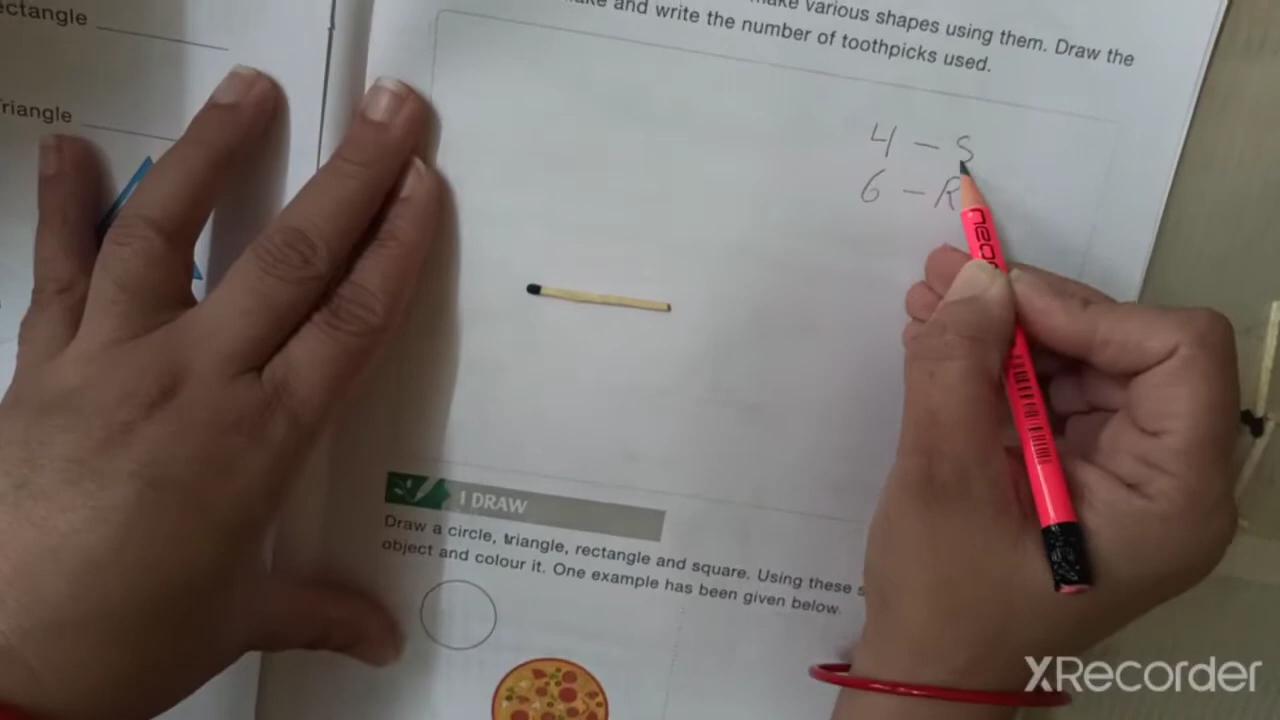 ectangle
riangle
make various shapes using them. Draw the
and write the number of toothpicks used.
4 - S
6 - R
neo
I DRAW
Draw a circle, triangle, rectangle and square. Using these s
object and colour it. One example has been given below.
XRecorder